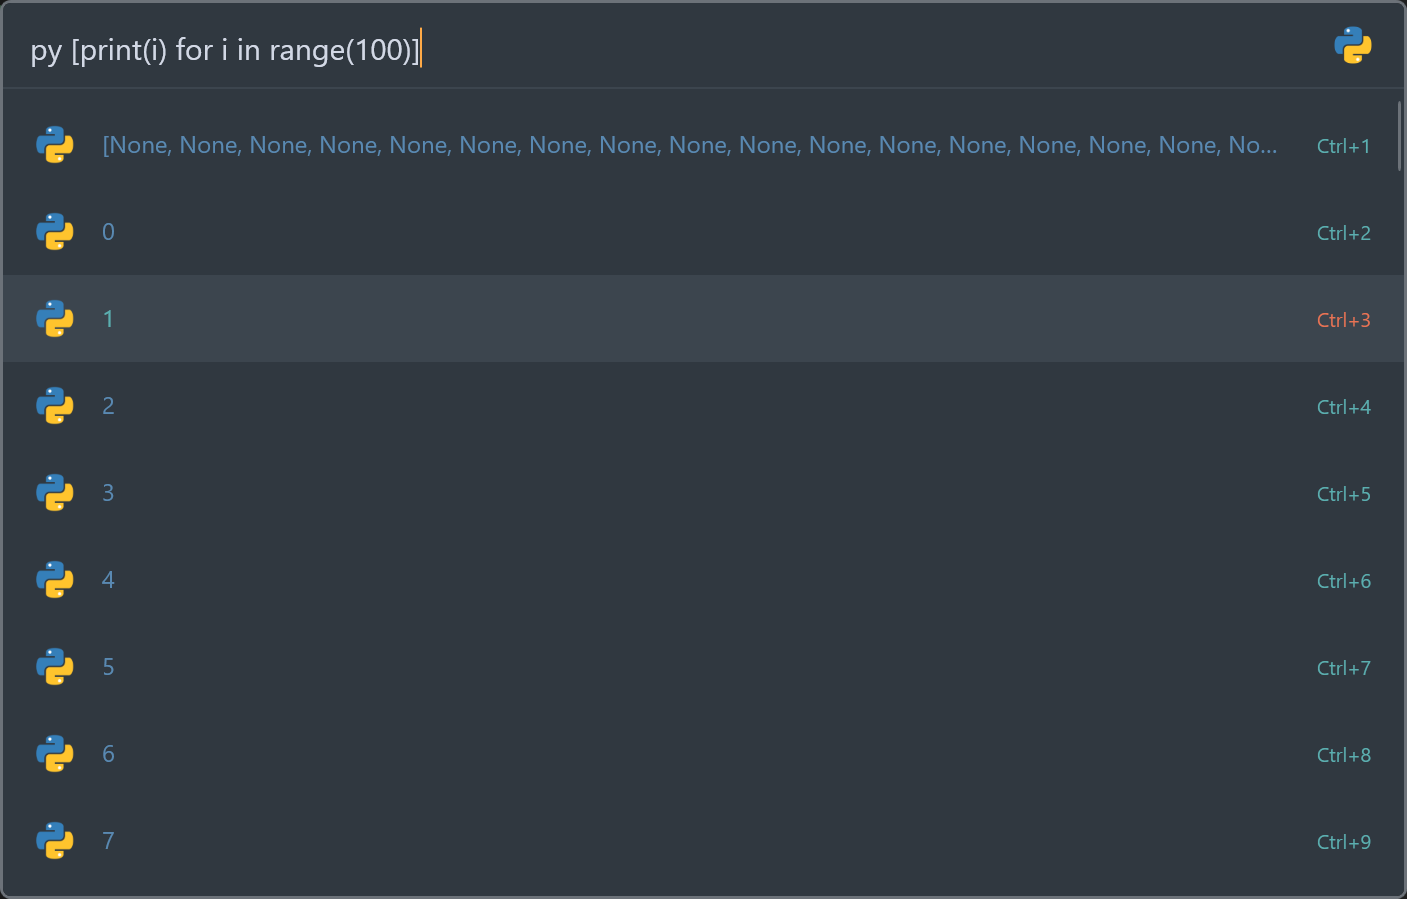 py [print(i) for i in range(100)]
[None, None, None, None, None, None, None, None, None, None, None, None, None, None, None, None, No... Ctrl+1
0 Ctrl+2
1 Ctrl+3
2 Ctrl+4
3 Ctrl+5
4 Ctrl+6
5 Ctrl+7
6 Ctrl+8
7 Ctrl+9